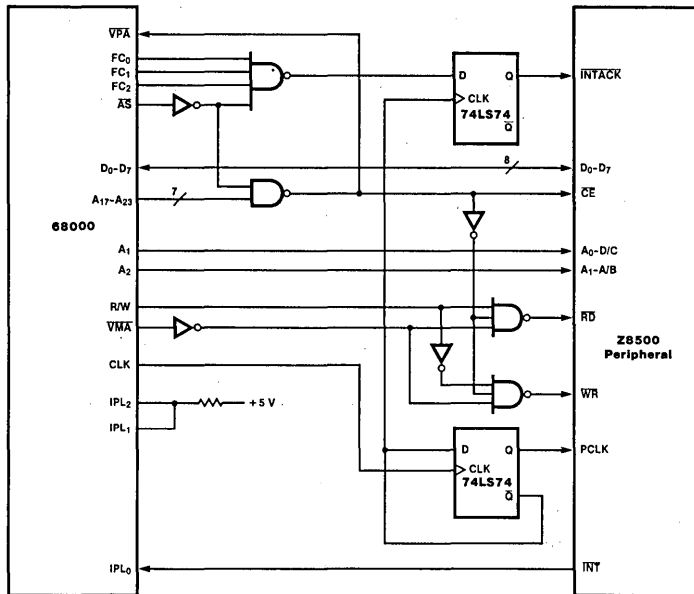 VPA
FC0
FC1
FC2
AS
D Q
CLK
74LS74
Q
INTACK
D0-D7
8
D0-D7
A17-A23
7
CE
68000
A1
A0-D/C
A2
A1-A/B
R/W
VMA
RD
Z8500
Peripheral
CLK
IPL2
+5 V
IPL1
WR
D Q
CLK
74LS74
Q
PCLK
IPL0
INT